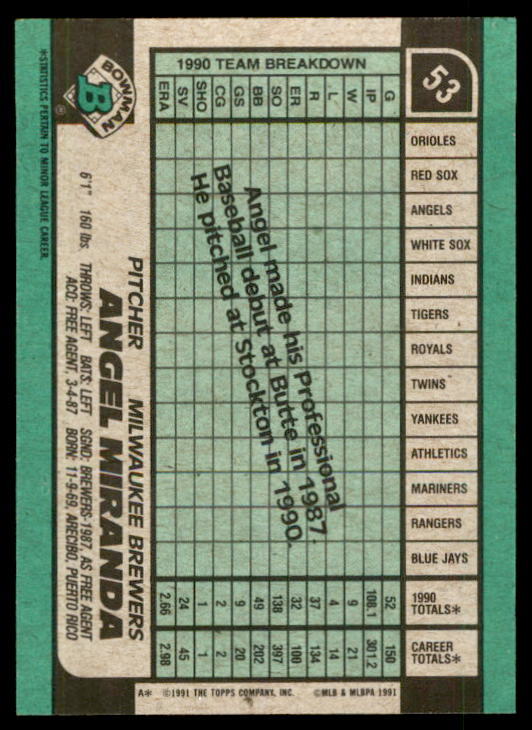 53
BOWMAN
B
®
PITCHER MILWAUKEE BREWERS
ANGEL MIRANDA
6'1" 160 lbs. THROWS: LEFT BATS: LEFT SGND: BREWERS-1987, AS FREE AGENT
ACQ: FREE AGENT, 3-4-87 BORN: 11-9-69, ARECIBO, PUERTO RICO
*STATISTICS PERTAIN TO MINOR LEAGUE CAREER.
1990 TEAM BREAKDOWN
G IP W L R ER SO BB GS CG SHO SV ERA
ORIOLES
RED SOX
ANGELS
WHITE SOX
INDIANS
TIGERS
ROYALS
TWINS
YANKEES
ATHLETICS
MARINERS
RANGERS
BLUE JAYS
1990 TOTALS* 52 108.1 9 4 37 32 138 49 9 2 1 24 2.66
CAREER TOTALS* 150 301.2 21 14 134 100 397 202 20 2 1 45 2.98
Angel made his Professional
Baseball debut at Butte in 1987.
He pitched at Stockton in 1990.
A* ©1991 THE TOPPS COMPANY, INC. ©MLB & MLBPA 1991